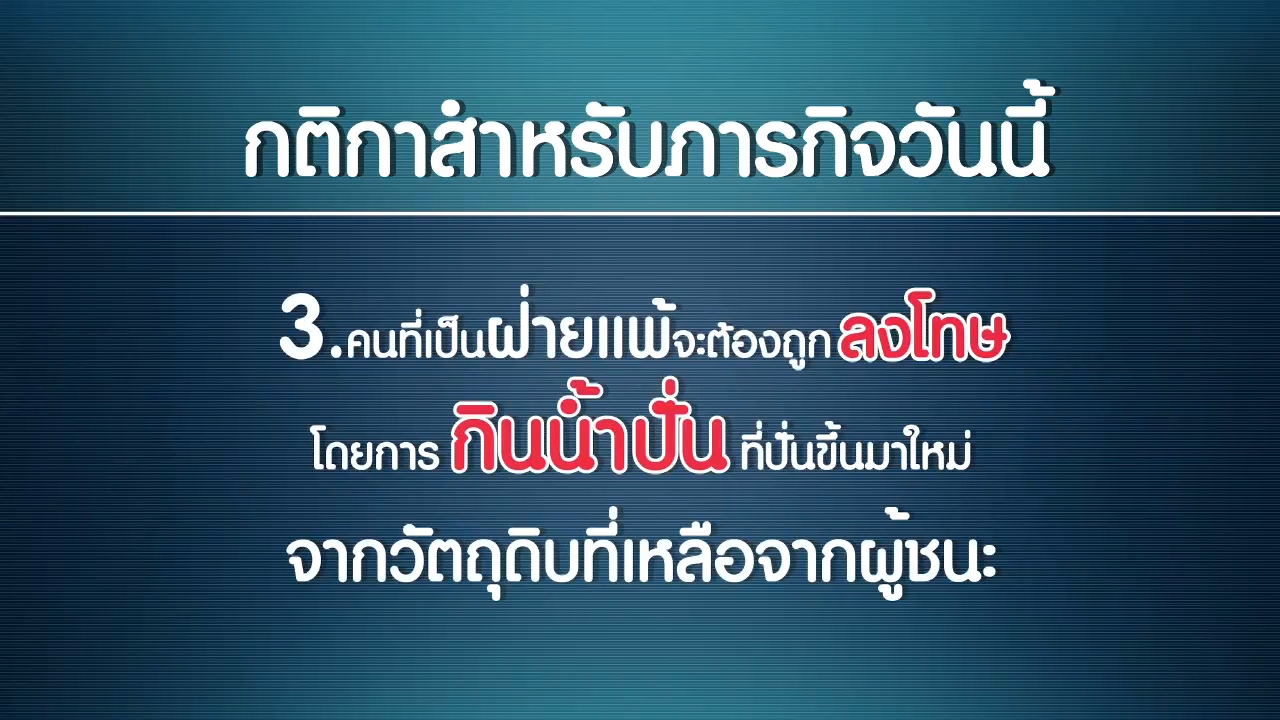 กติกาสำหรับภารกิจวันนี้
3.คนที่เป็นฝ่ายแพ้จะต้องถูก ลงโทษ
โดยการ กินน้ำปั่น ที่ปั่นขึ้นมาใหม่
จากวัตถุดิบที่เหลือจากผู้ชนะ